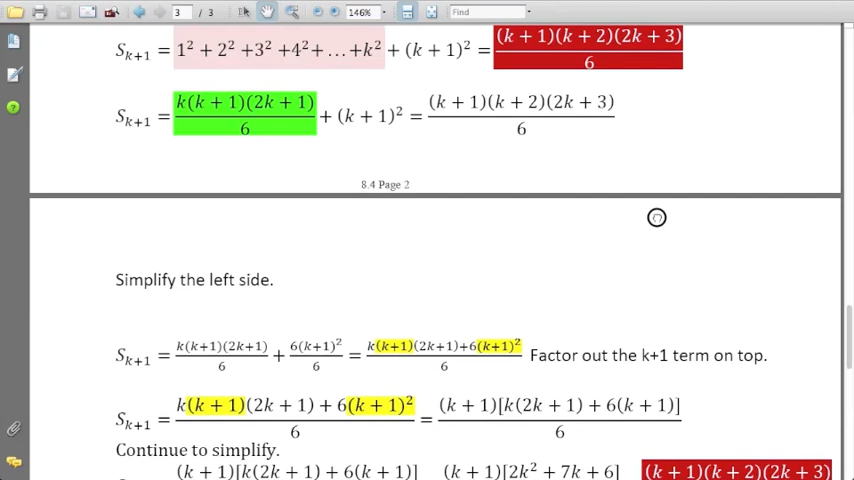 3 / 3 146% Find
Sₖ₊₁ = 1² + 2² +3² +4² + … +k² + (k + 1)² = (k + 1)(k + 2)(2k + 3) / 6
Sₖ₊₁ = k(k + 1)(2k + 1) / 6 + (k + 1)² = (k + 1)(k + 2)(2k + 3) / 6
8.4 Page 2
Simplify the left side.
Sₖ₊₁ = k(k+1)(2k+1) / 6 + 6(k+1)² / 6 = k(k+1)(2k+1)+6(k+1)² / 6 Factor out the k+1 term on top.
Sₖ₊₁ = k(k + 1)(2k + 1) + 6(k + 1)² / 6 = (k + 1)[k(2k + 1) + 6(k + 1)] / 6
Continue to simplify.
(k + 1)[k(2k + 1) + 6(k + 1)] (k + 1)[2k² + 7k + 6] (k + 1)(k + 2)(2k + 3)